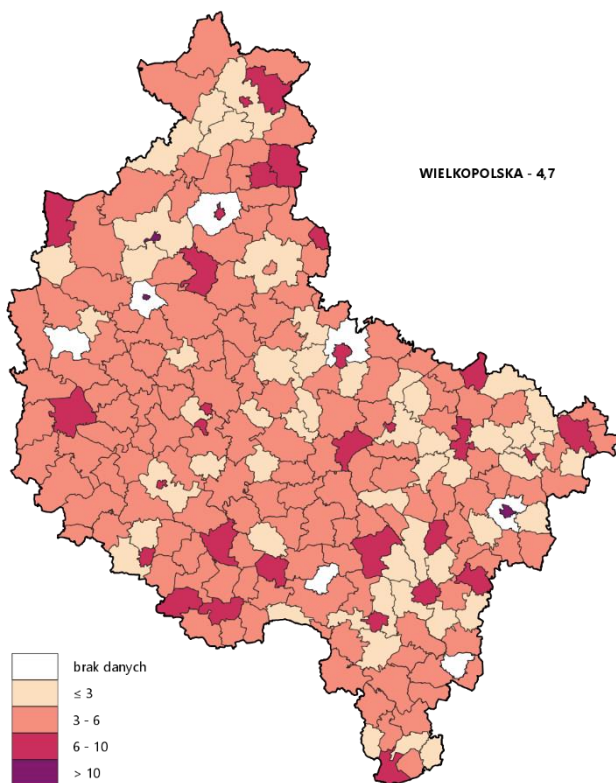 WIELKOPOLSKA - 4,7
brak danych
≤ 3
3 - 6
6 - 10
> 10